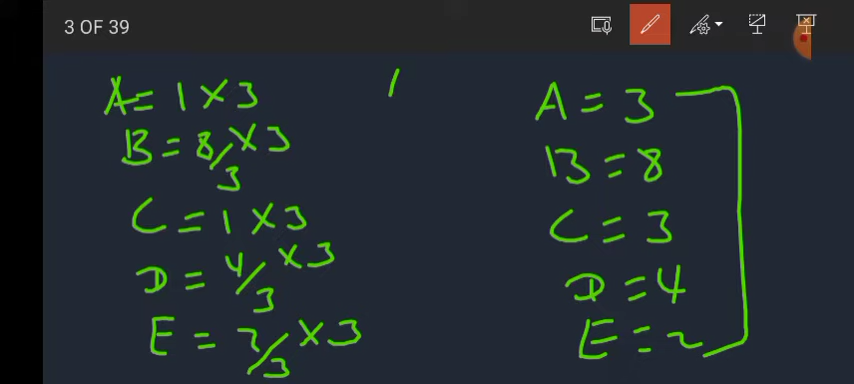 3 OF 39
A = 1 × 3
B = 8/3 × 3
C = 1 × 3
D = 4/3 × 3
E = 2/3 × 3
A = 3
B = 8
C = 3
D = 4
E = 2